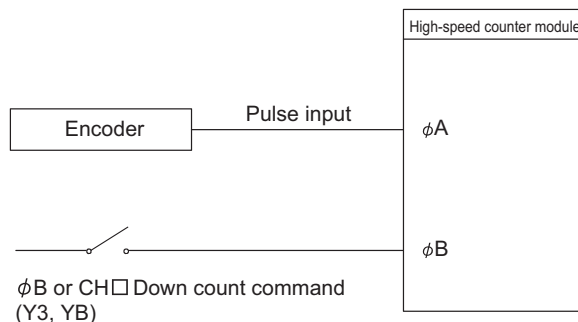 High-speed counter module
Pulse input
Encoder
ϕA
ϕB
ϕB or CH□ Down count command
(Y3, YB)